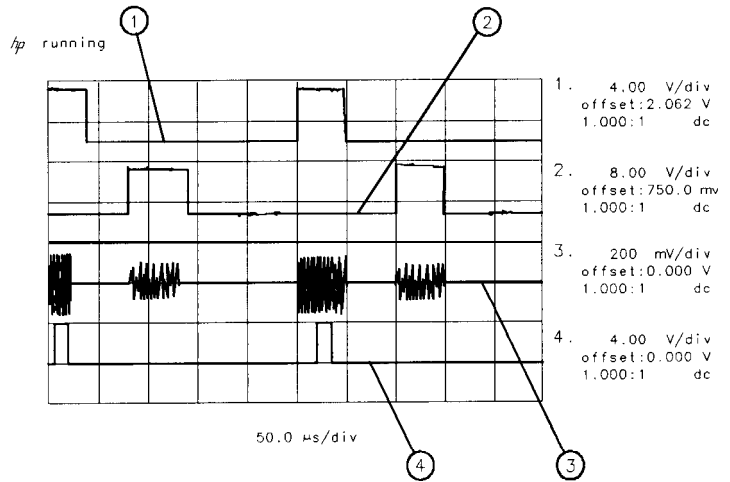 1
2
hp running
1. 4.00 V/div
offset:2.062 V
1.000:1 dc
2. 8.00 V/div
offset:750.0 mv
1.000:1 dc
3. 200 mV/div
offset:0.000 V
1.000:1 dc
4. 4.00 V/div
offset:0.000 V
1.000:1 dc
50.0 µs/div
4
3